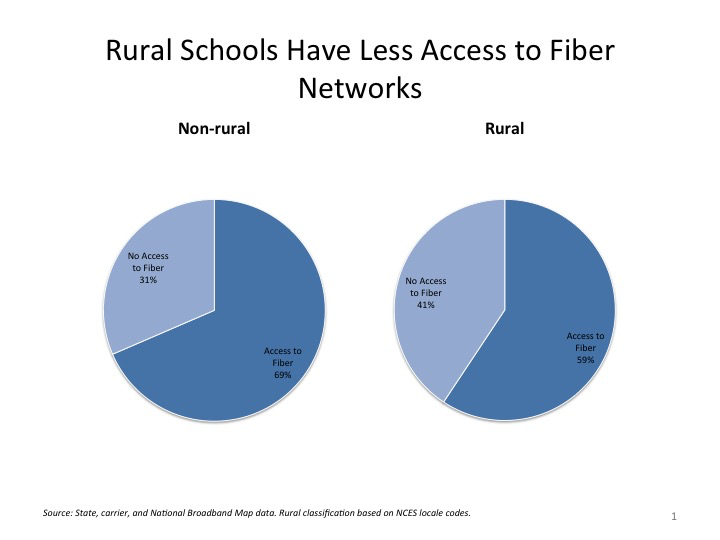 Rural Schools Have Less Access to Fiber
Networks
Non-rural
Rural
No Access
to Fiber
31%
Access to
Fiber
69%
No Access
to Fiber
41%
Access to
Fiber
59%
Source: State, carrier, and National Broadband Map data. Rural classification based on NCES locale codes.
1